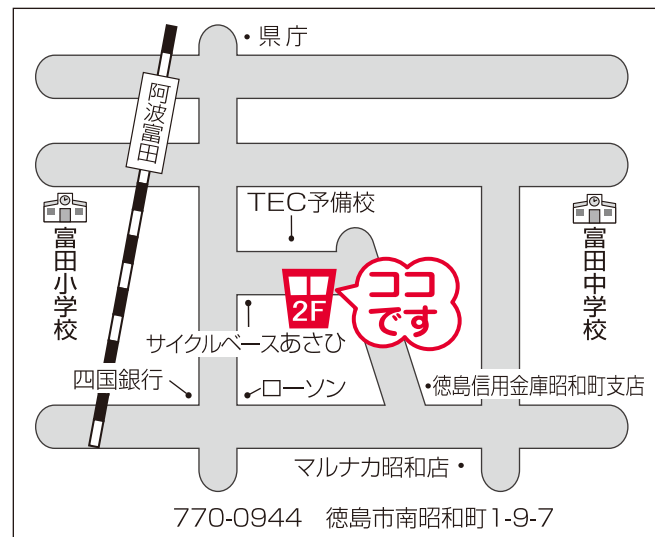 ・県庁
阿波富田
TEC予備校
富田小学校
富田中学校
ココ
です
2F
サイクルベースあさひ
四国銀行
ローソン
・徳島信用金庫昭和町支店
マルナカ昭和店・
770-0944 徳島市南昭和町1-9-7